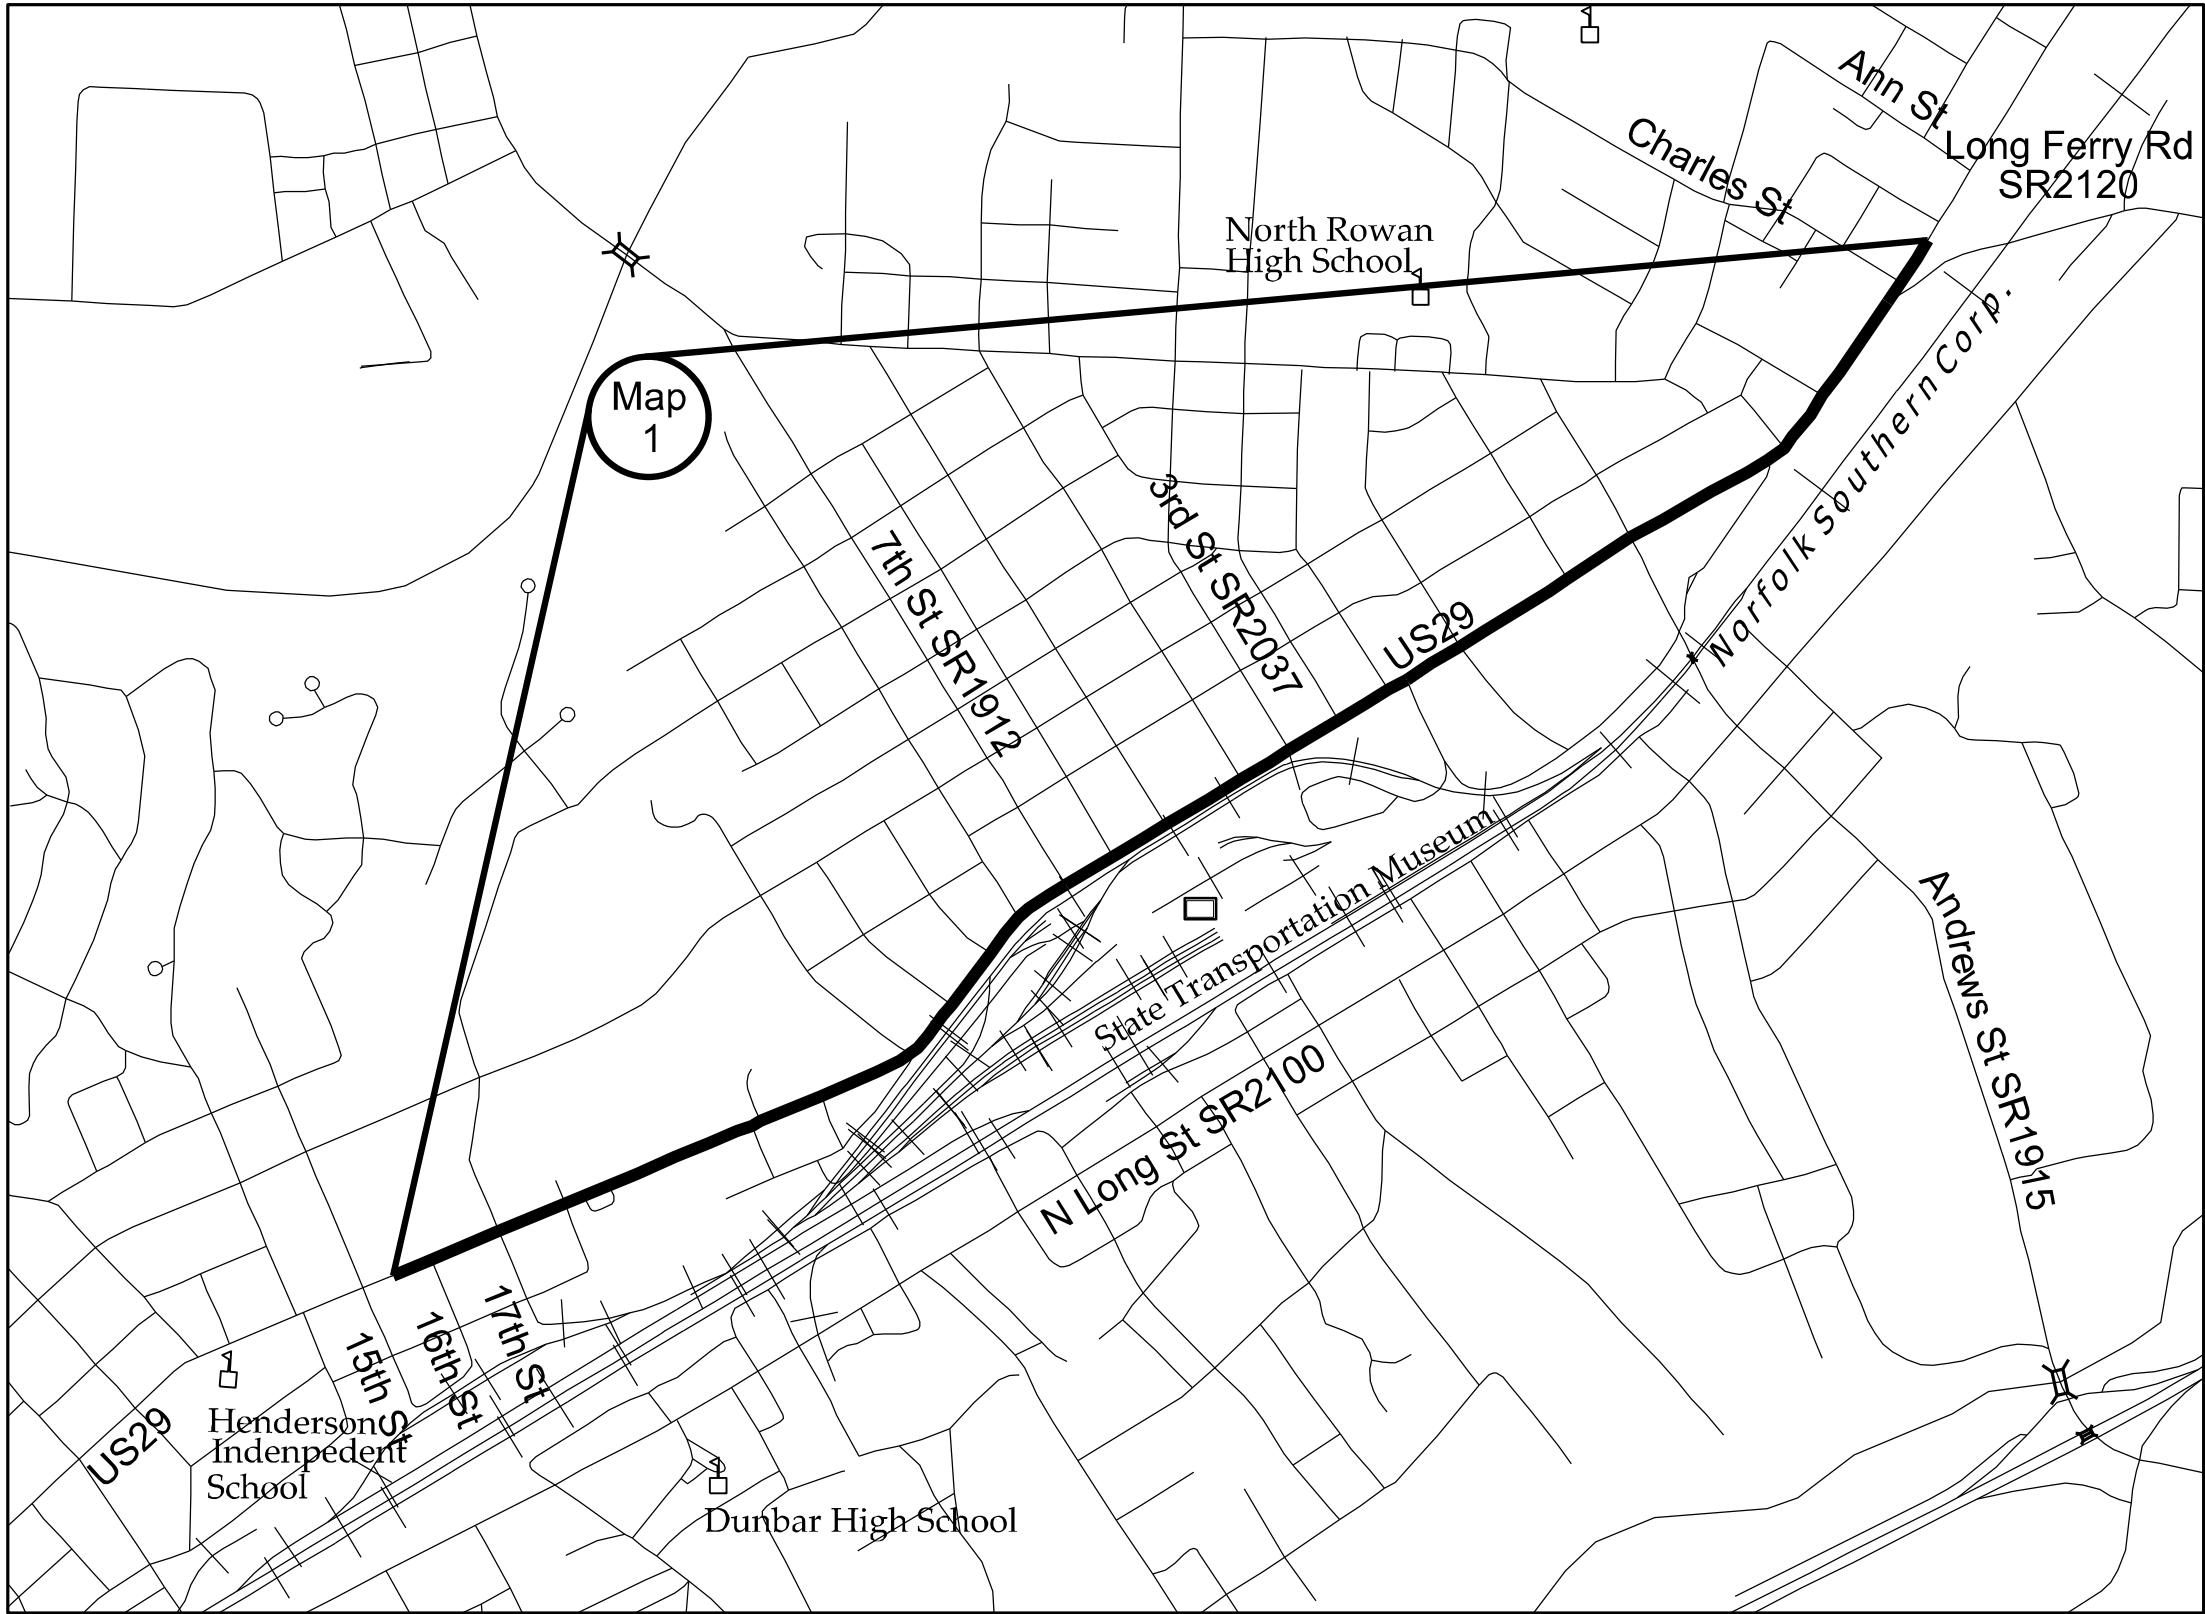 Ann St
Long Ferry Rd
SR2120
Charles St
North Rowan
High School
Norfolk Southern Corp.
Map
1
3rd St SR2037
7th St SR1912
US29
State Transportation Museum
Andrews St SR1915
N Long St SR2100
15th St
16th St
17th St
US29
Henderson
Indenpedent
School
Dunbar High School